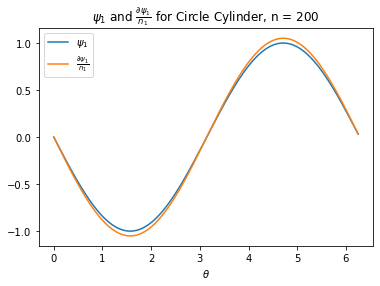 ψ₁ and ∂ψ₁/n₁ for Circle Cylinder, n = 200
ψ₁
∂ψ₁/n₁
1.0
0.5
0.0
−0.5
−1.0
0 1 2 3 4 5 6
θ